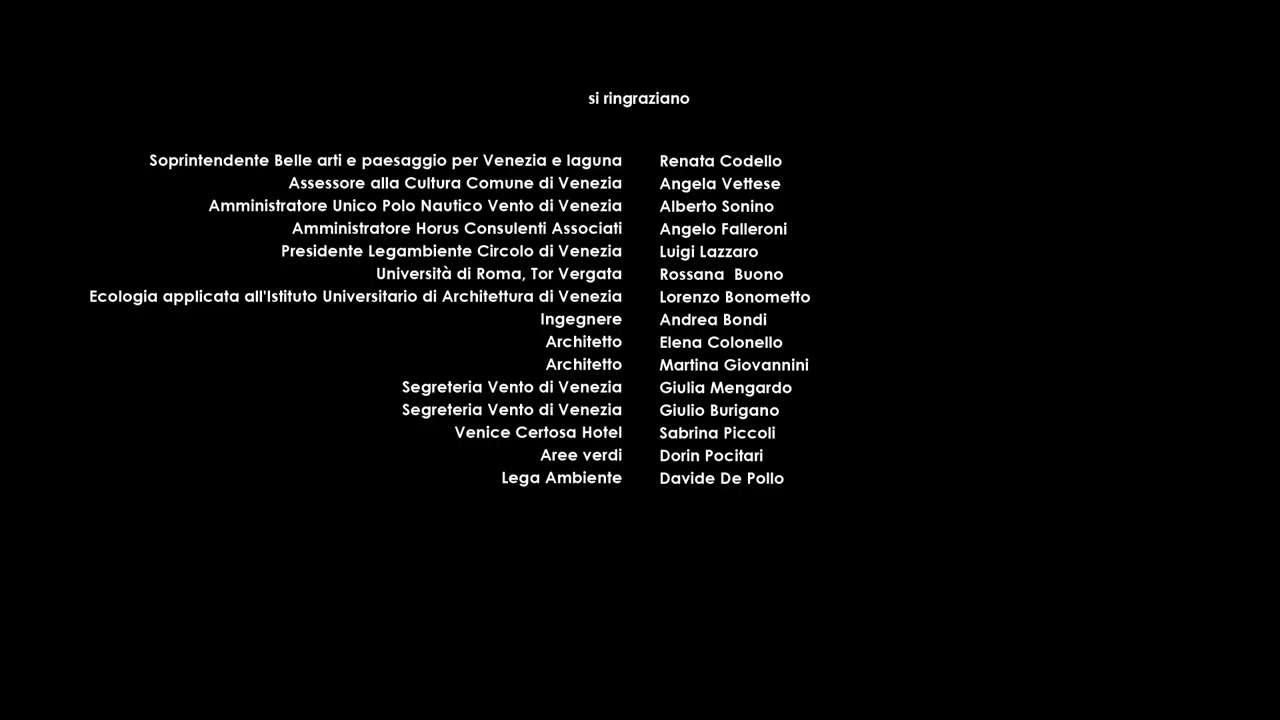 si ringraziano
Soprintendente Belle arti e paesaggio per Venezia e laguna Renata Codello
Assessore alla Cultura Comune di Venezia Angela Vettese
Amministratore Unico Polo Nautico Vento di Venezia Alberto Sonino
Amministratore Horus Consulenti Associati Angelo Falleroni
Presidente Legambiente Circolo di Venezia Luigi Lazzaro
Università di Roma, Tor Vergata Rossana Buono
Ecologia applicata all'Istituto Universitario di Architettura di Venezia Lorenzo Bonometto
Ingegnere Andrea Bondi
Architetto Elena Colonello
Architetto Martina Giovannini
Segreteria Vento di Venezia Giulia Mengardo
Segreteria Vento di Venezia Giulio Burigano
Venice Certosa Hotel Sabrina Piccoli
Aree verdi Dorin Pocitari
Lega Ambiente Davide De Pollo